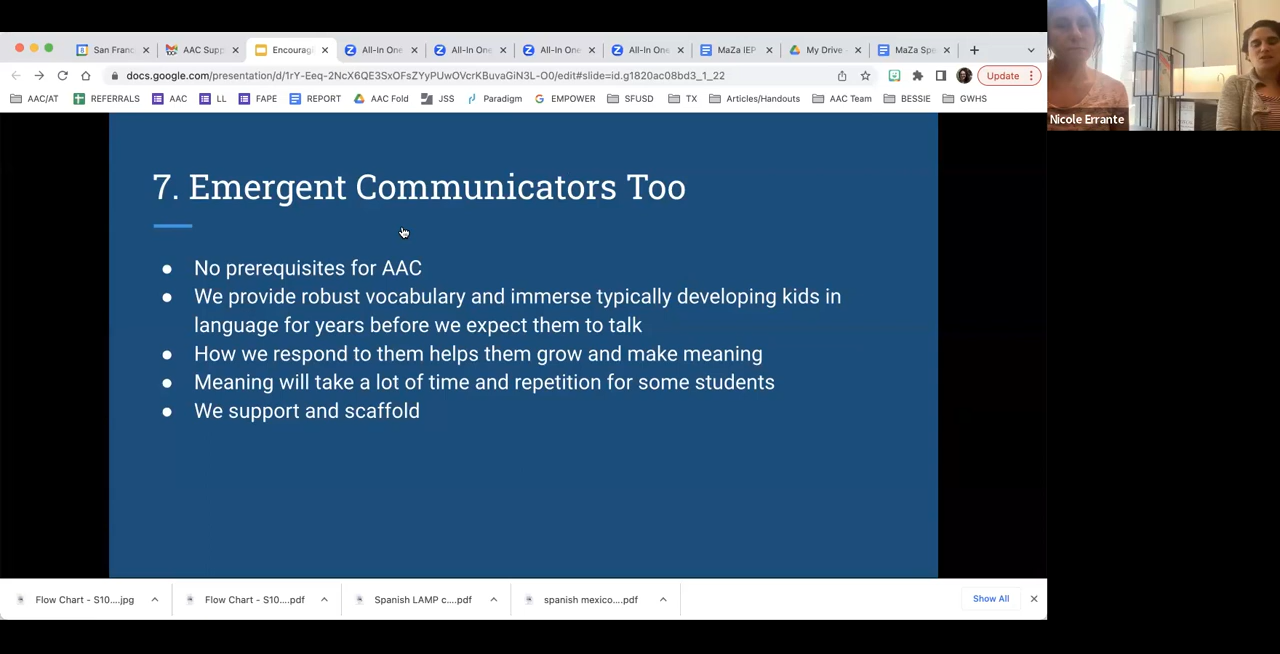 San Franc
AAC Supp
Encouragi
All-In One
All-In One
All-In One
All-In One
MaZa IEP
My Drive -
MaZa Spe
docs.google.com/presentation/d/1rY-Eeq-2NcX6QE3SxOFsZYyPUwOVcrKBuvaGiN3L-O0/edit#slide=id.g1820ac08bd3_1_22
Update
AAC/AT
REFERRALS
AAC
LL
FAPE
REPORT
AAC Fold
JSS
Paradigm
EMPOWER
SFUSD
TX
Articles/Handouts
AAC Team
BESSIE
GWHS
Nicole Errante
7. Emergent Communicators Too
● No prerequisites for AAC
● We provide robust vocabulary and immerse typically developing kids in
language for years before we expect them to talk
● How we respond to them helps them grow and make meaning
● Meaning will take a lot of time and repetition for some students
● We support and scaffold
Flow Chart - S10....jpg
Flow Chart - S10....pdf
Spanish LAMP c....pdf
spanish mexico....pdf
Show All